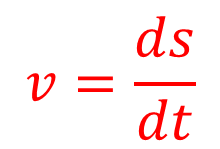 v = ds/dt